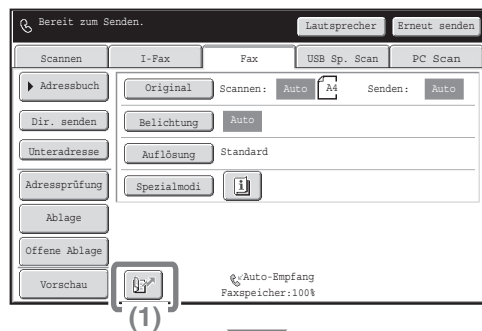 Bereit zum Senden.
Lautsprecher
Erneut senden
Scannen
I-Fax
Fax
USB Sp. Scan
PC Scan
Adressbuch
Original
Scannen:
Auto
A4
Senden:
Auto
Dir. senden
Belichtung
Auto
Unteradresse
Auflösung
Standard
Adressprüfung
Spezialmodi
Ablage
Offene Ablage
Vorschau
Auto-Empfang
Faxspeicher:100%
(1)